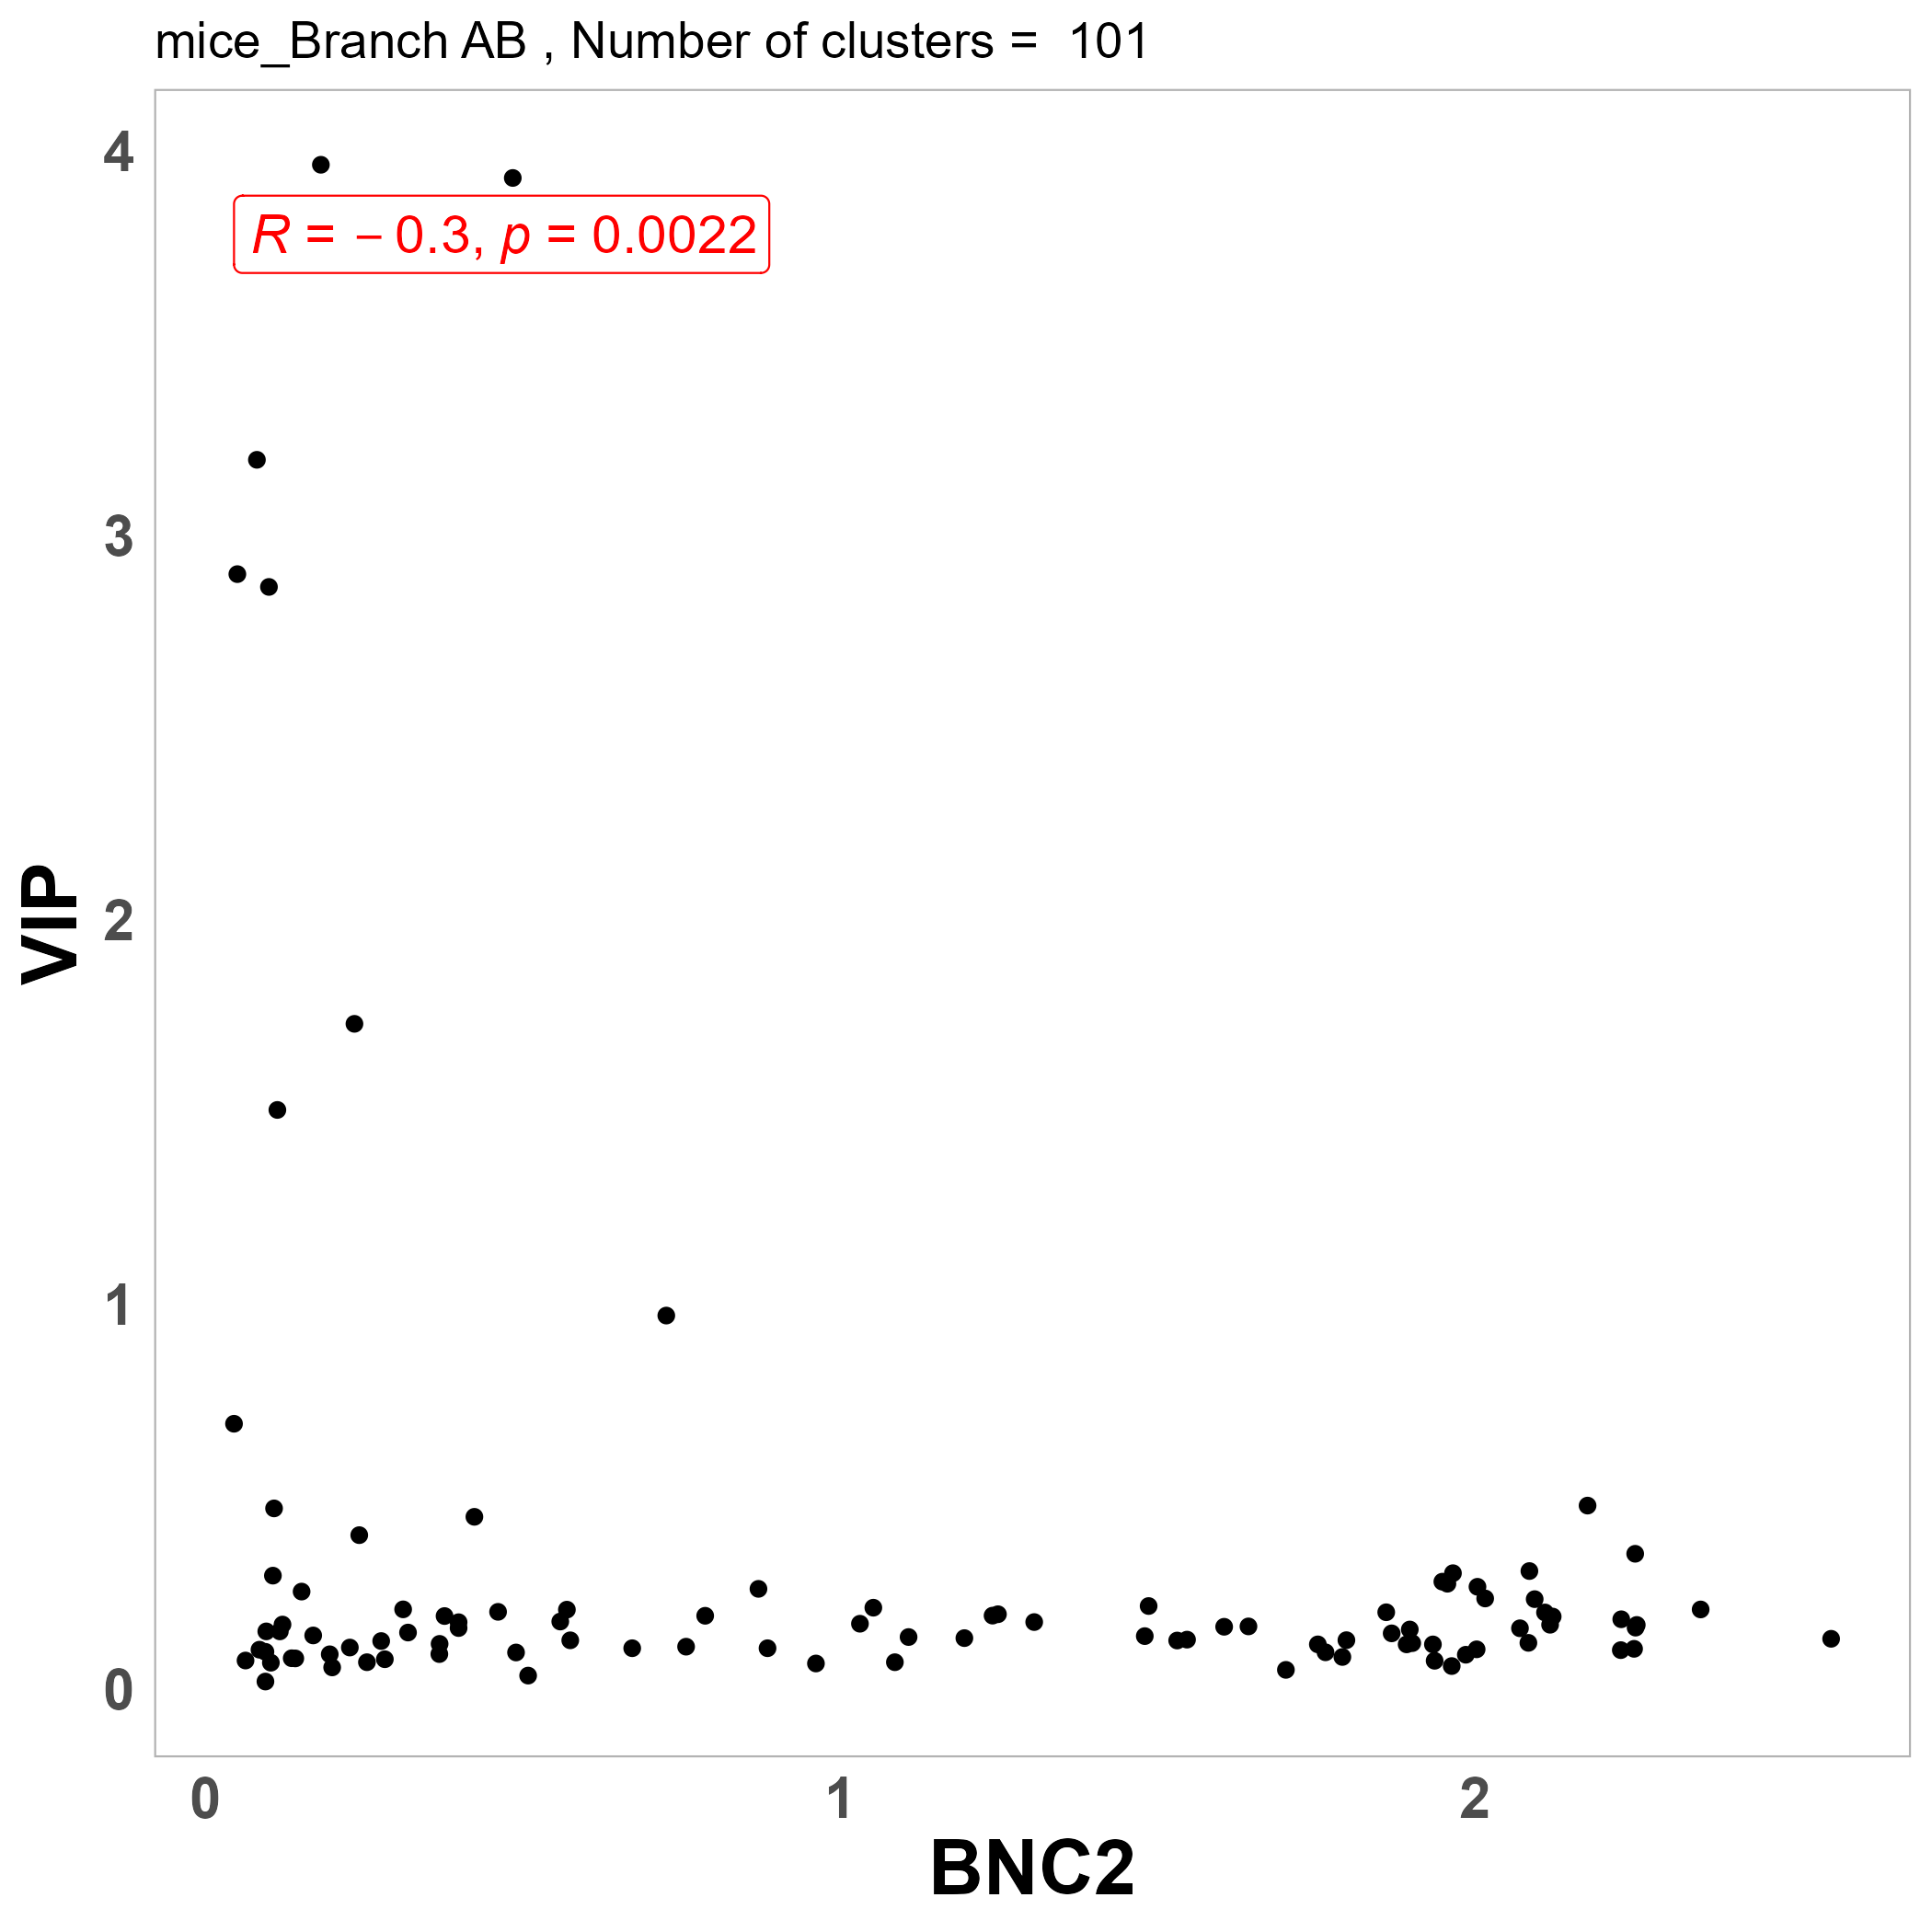 mice_Branch AB , Number of clusters =  101
4
R = − 0.3, p = 0.0022
3
2
1
0
VIP
0 1 2
BNC2